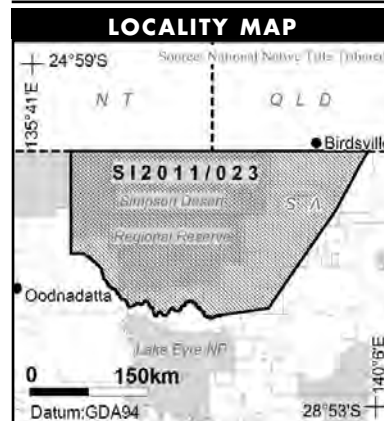 LOCALITY MAP
24°59'S
Source: National Native Title Tribunal
135°41'E
N T
Q L D
Birdsville
SI2011/023
Simpson Desert
S A
Regional Reserve
Oodnadatta
Lake Eyre NP
0 150km
140°6'E
Datum:GDA94
28°53'S